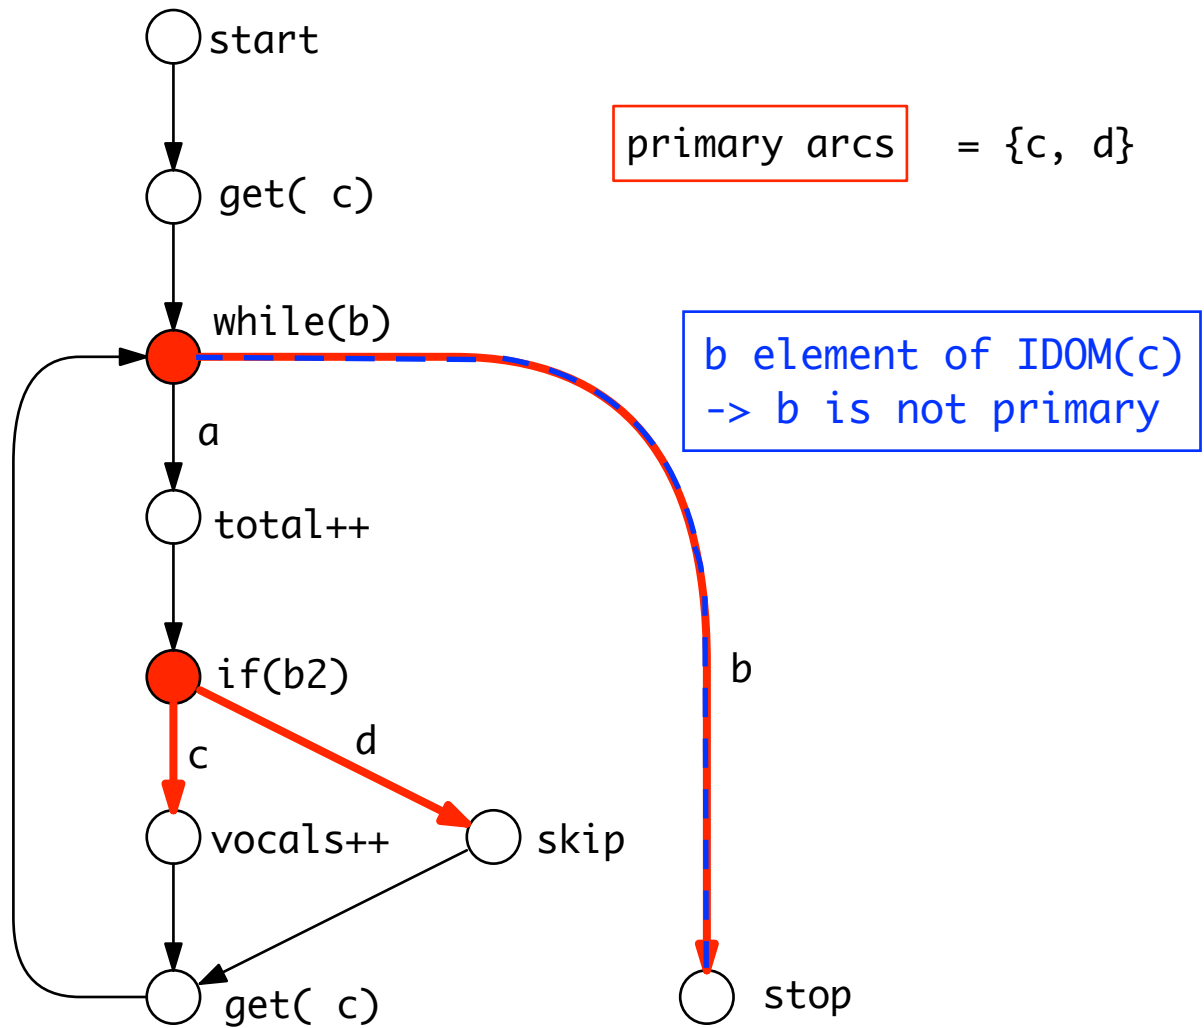 start
primary arcs = {c, d}
get( c)
while(b)
b element of IDOM(c)
-> b is not primary
a
total++
if(b2)
b
c
d
vocals++
skip
get( c)
stop